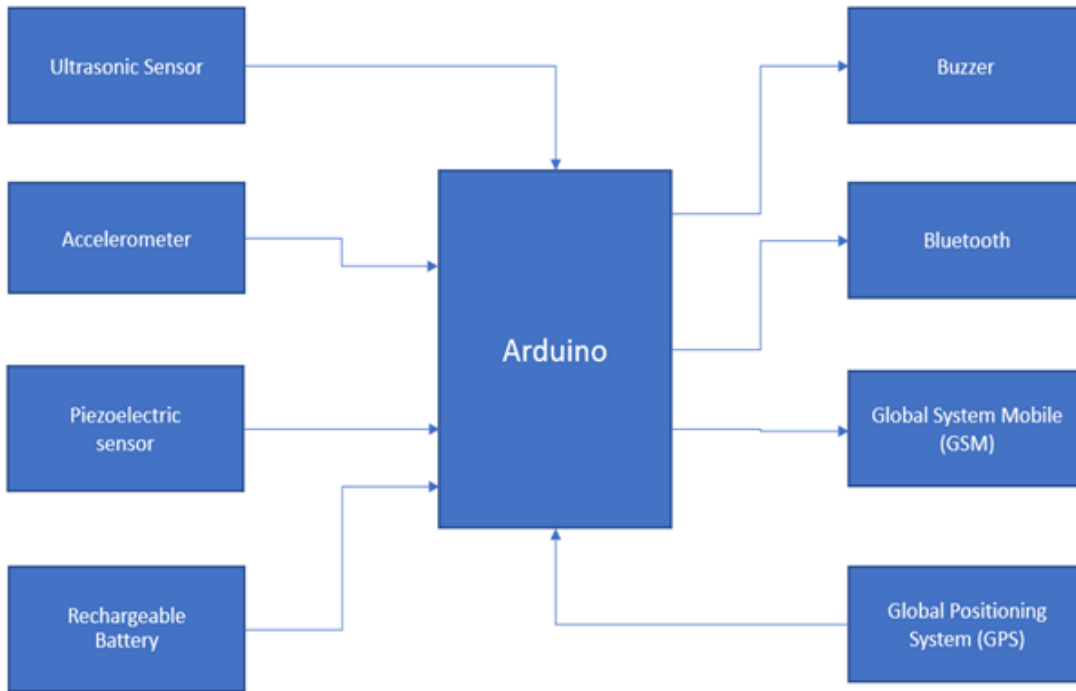 Ultrasonic Sensor
Accelerometer
Piezoelectric
sensor
Rechargeable
Battery
Arduino
Buzzer
Bluetooth
Global System Mobile
(GSM)
Global Positioning
System (GPS)